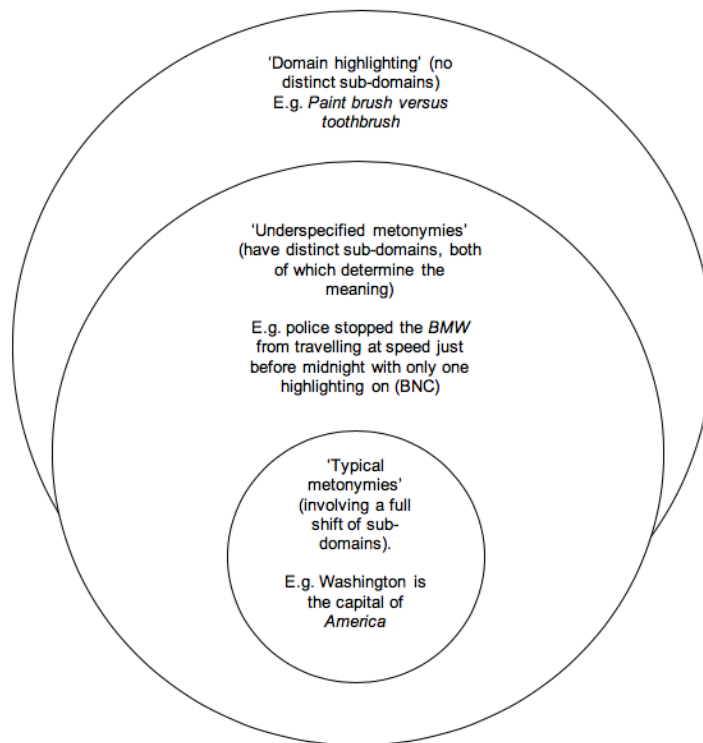 'Domain highlighting' (no
distinct sub-domains)
E.g. Paint brush versus
toothbrush
'Underspecified metonymies'
(have distinct sub-domains, both
of which determine the
meaning)
E.g. police stopped the BMW
from travelling at speed just
before midnight with only one
highlighting on (BNC)
'Typical
metonymies'
(involving a full
shift of sub-
domains).
E.g. Washington is
the capital of
America